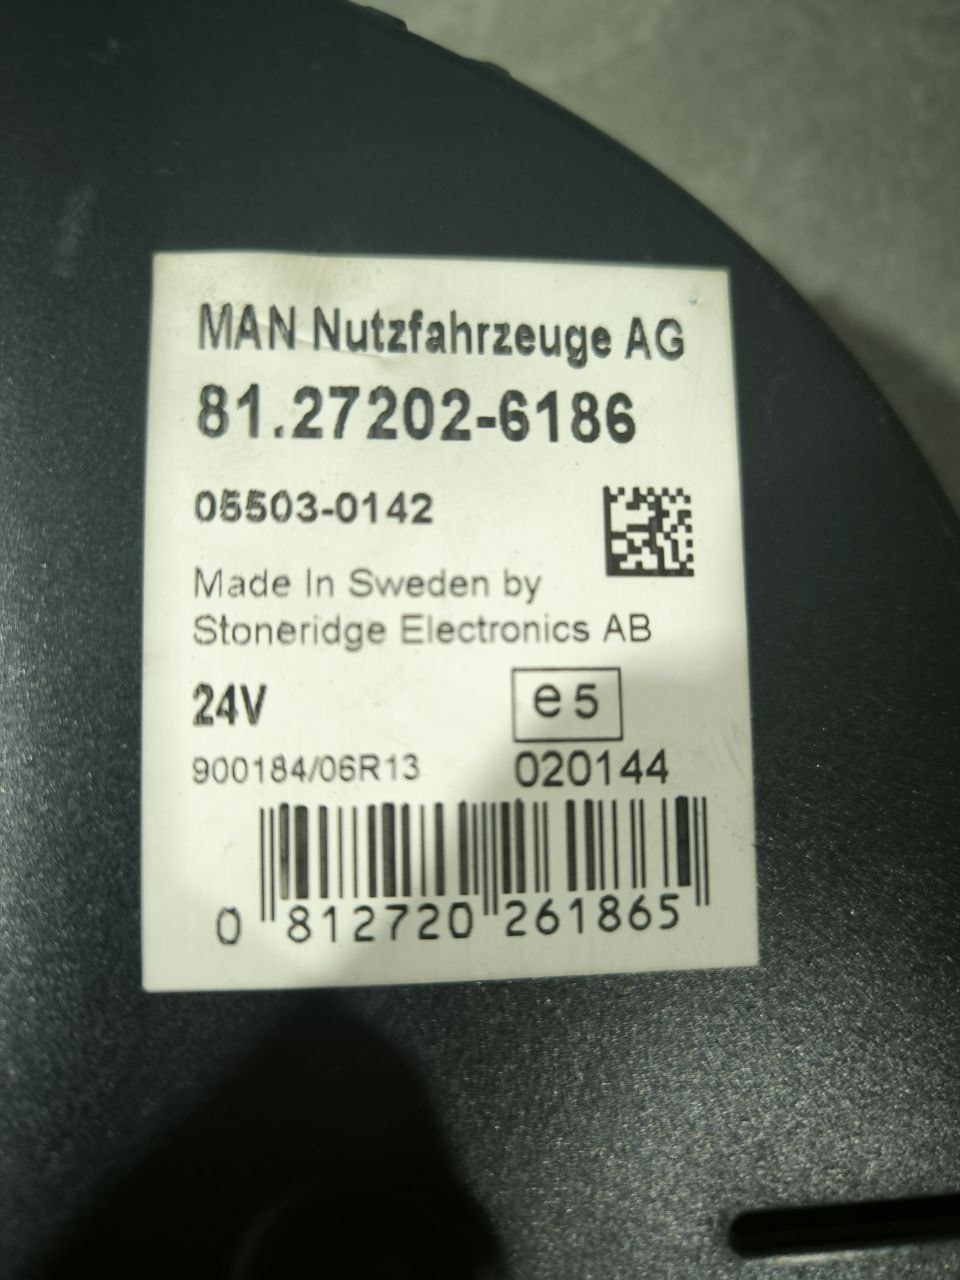 MAN Nutzfahrzeuge AG
81.27202-6186
05503-0142
Made In Sweden by
Stoneridge Electronics AB
24V
e5
900184/06R13
020144
0 812720 261865